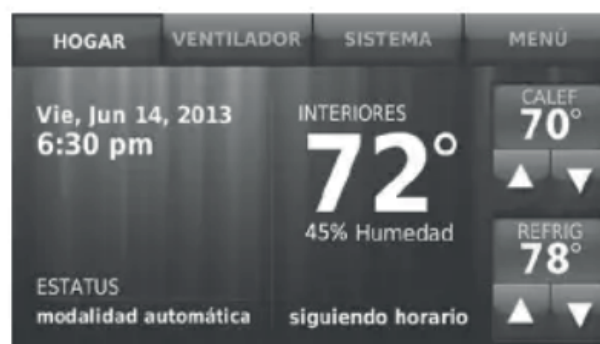 HOGAR VENTILADOR SISTEMA MENÚ
Vie, Jun 14, 2013
6:30 pm
INTERIORES
72°
45% Humedad
CALEF
70°
REFRIG
78°
ESTATUS
modalidad automática
siguiendo horario